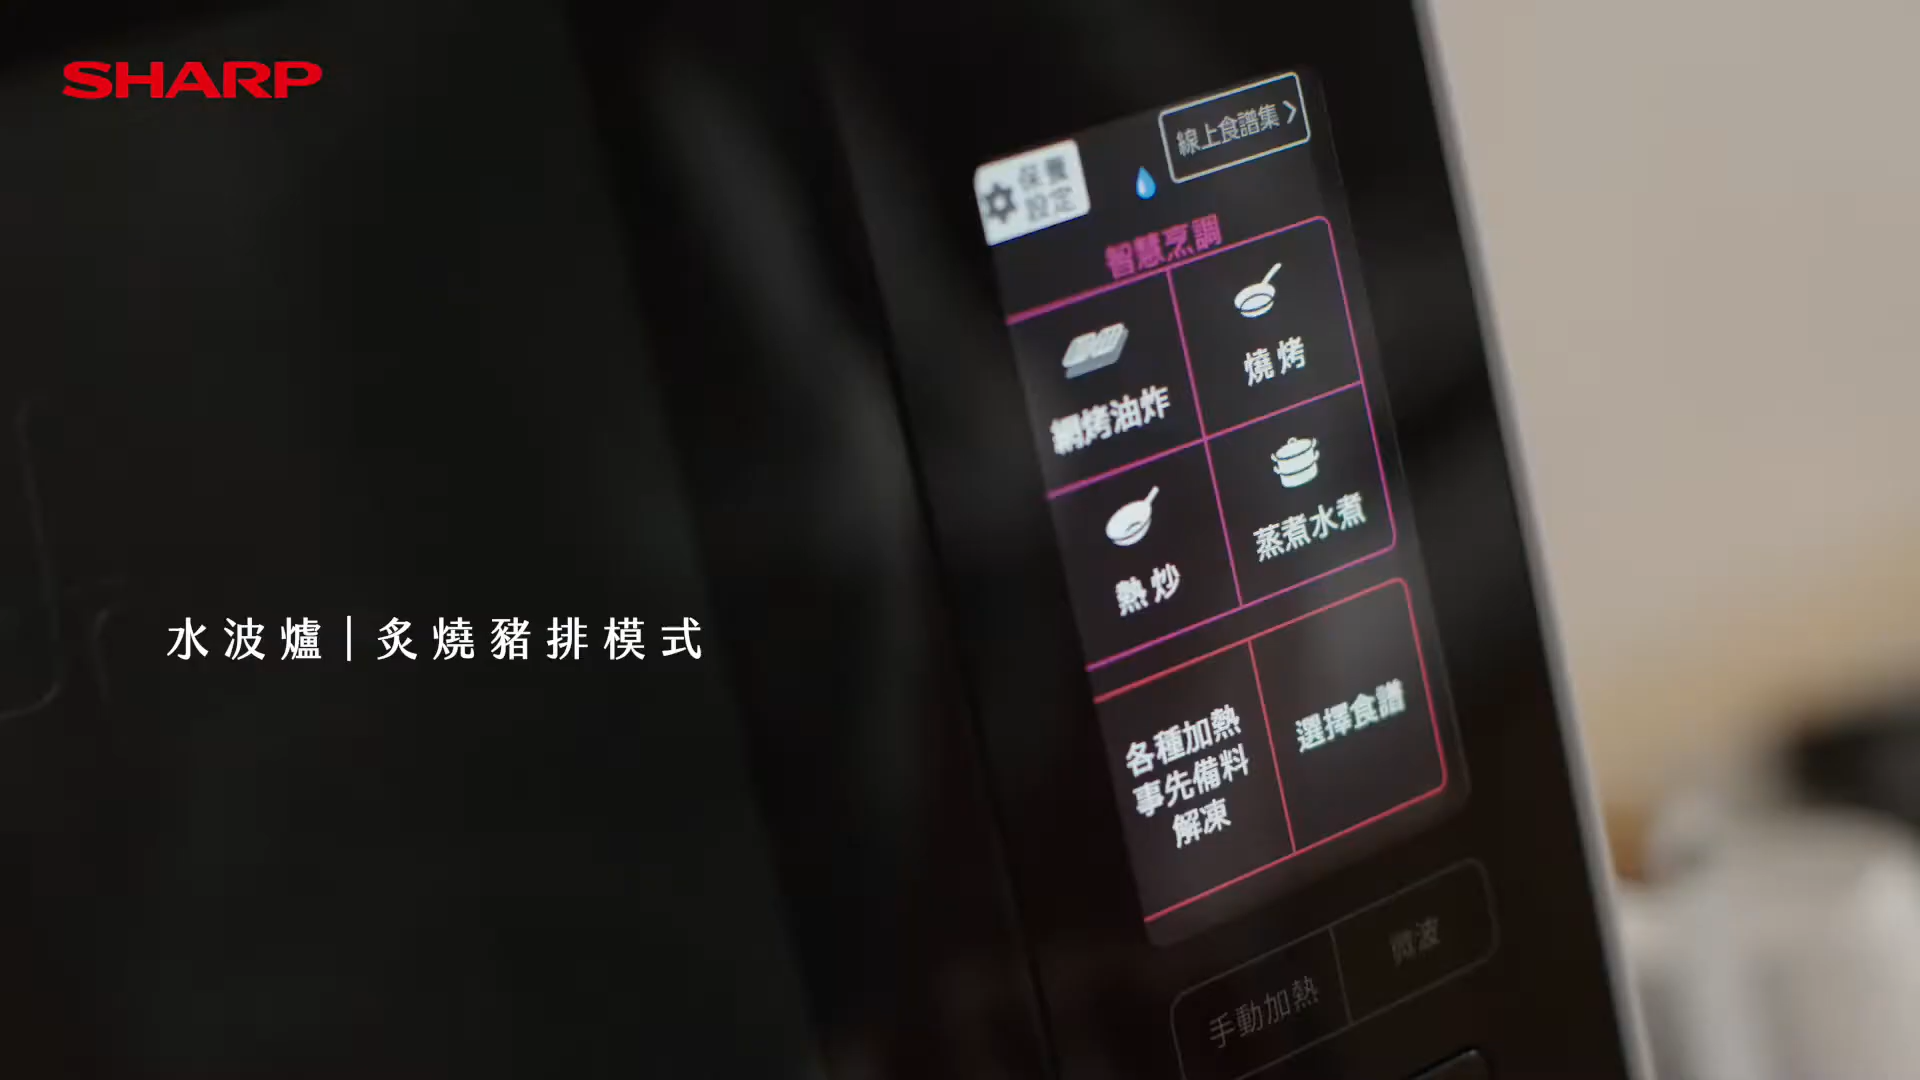 SHARP
線上食譜集
保養
設定
智慧烹調
網烤油炸
燒烤
熱炒
蒸煮水煮
水波爐|炙燒豬排模式
各種加熱
事先備料
解凍
選擇食譜
手動加熱
微波